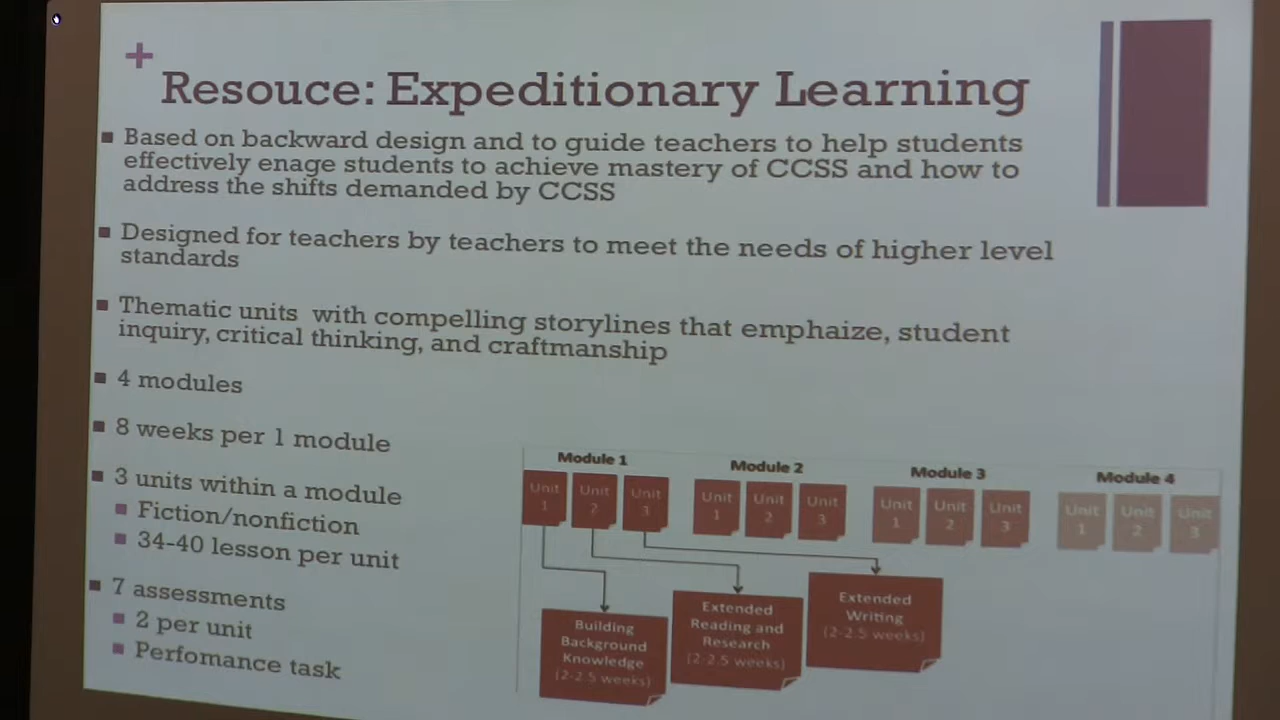 +
Resouce: Expeditionary Learning
Based on backward design and to guide teachers to help students
effectively enage students to achieve mastery of CCSS and how to
address the shifts demanded by CCSS
Designed for teachers by teachers to meet the needs of higher level
standards
Thematic units with compelling storylines that emphaize, student
inquiry, critical thinking, and craftmanship
4 modules
8 weeks per 1 module
3 units within a module
Fiction/nonfiction
34-40 lesson per unit
7 assessments
2 per unit
Perfomance task
Module 1
Unit
1
Unit
2
Unit
3
Module 2
Unit
1
Unit
2
Unit
3
Module 3
Unit
1
Unit
2
Unit
3
Module 4
Unit
1
Unit
2
Unit
3
Building
Background
Knowledge
(2-2.5 weeks)
Extended
Reading and
Research
(2-2.5 weeks)
Extended
Writing
(2-2.5 weeks)